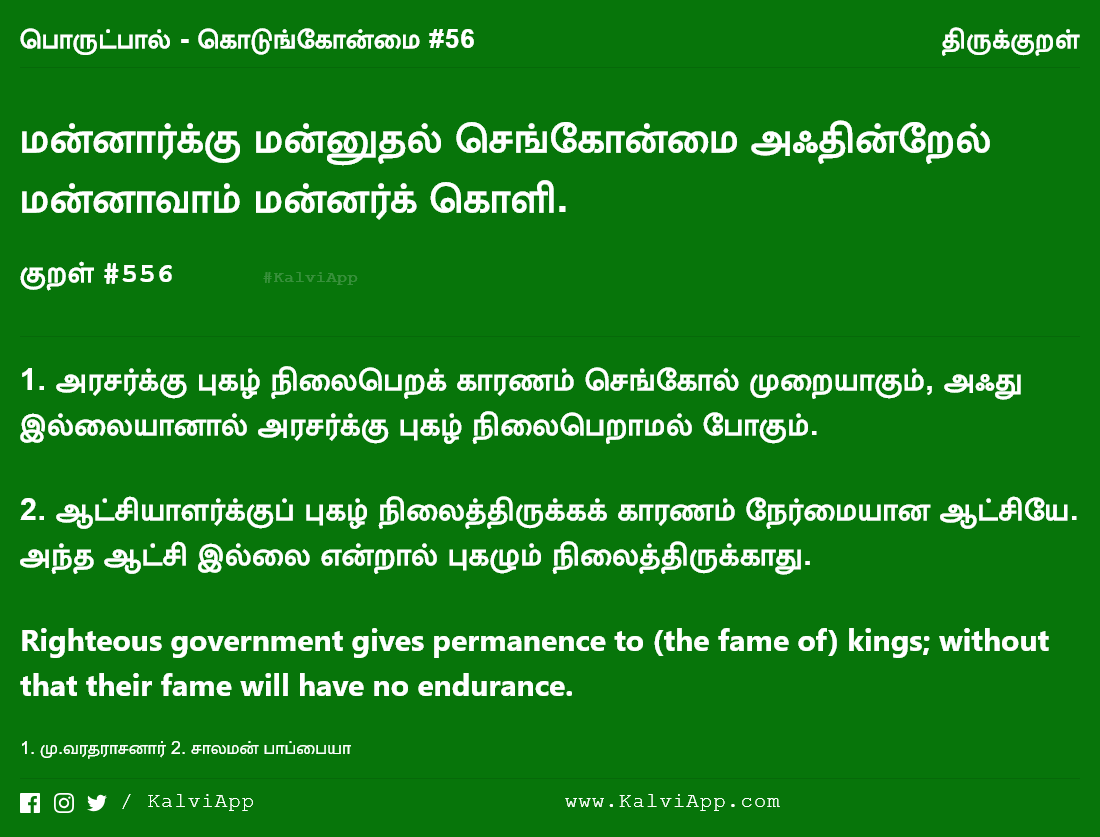 பொருட்பால் - கொடுங்கோன்மை #56 திருக்குறள்
மன்னார்க்கு மன்னுதல் செங்கோன்மை அஃதின்றேல்
மன்னாவாம் மன்னர்க் கொளி.
குறள் #556 #KalviApp
1. அரசர்க்கு புகழ் நிலைபெறக் காரணம் செங்கோல் முறையாகும், அஃது
இல்லையானால் அரசர்க்கு புகழ் நிலைபெறாமல் போகும்.
2. ஆட்சியாளர்க்குப் புகழ் நிலைத்திருக்கக் காரணம் நேர்மையான ஆட்சியே.
அந்த ஆட்சி இல்லை என்றால் புகழும் நிலைத்திருக்காது.
Righteous government gives permanence to (the fame of) kings; without
that their fame will have no endurance.
1. மு.வரதராசனார் 2. சாலமன் பாப்பையா
/ KalviApp www.KalviApp.com